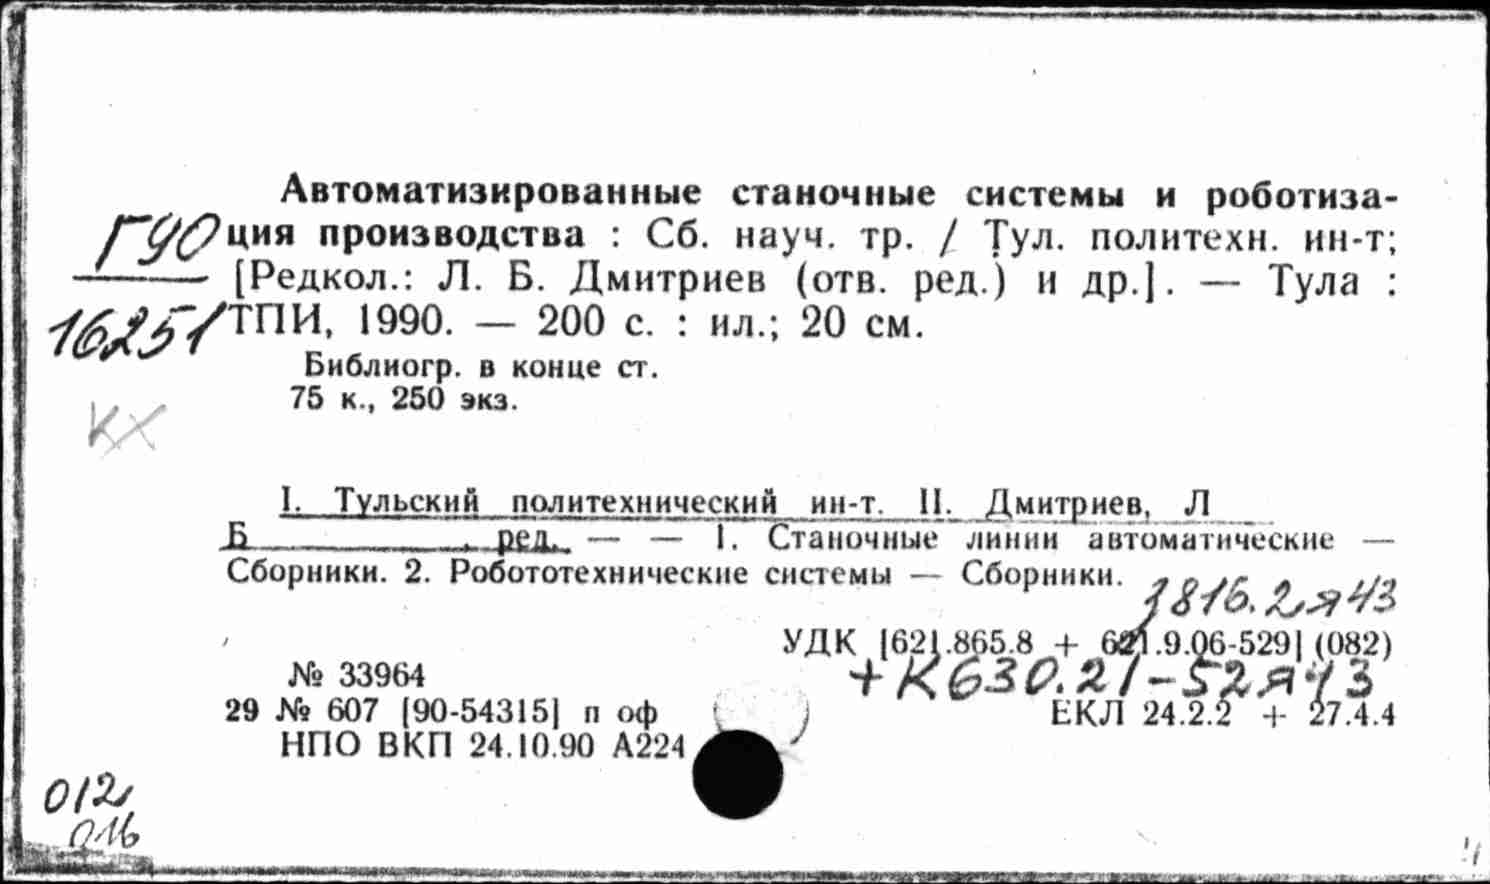 Автоматизированные станочные системы и роботиза-
ция производства : Сб. науч. тр. / Тул. политехн. ин-т;
[Редкол.: Л. Б. Дмитриев (отв. ред.) и др.]. — Тула :
ТПИ, 1990. — 200 с. : ил.; 20 см.
Библиогр. в конце ст.
75 к., 250 экз.
16251
КХ
I. Тульский политехнический ин-т. II. Дмитриев, Л
Б , ред. — — 1. Станочные линии автоматические —
Сборники. 2. Робототехнические системы — Сборники.
з816.2я43
УДК [621.865.8 + 621.9.06-529] (082)
+ К630.21-52я43
№ 33964
29 № 607 [90-54315] п оф
ЕКЛ 24.2.2 + 27.4.4
НПО ВКП 24.10.90 А224
012
016